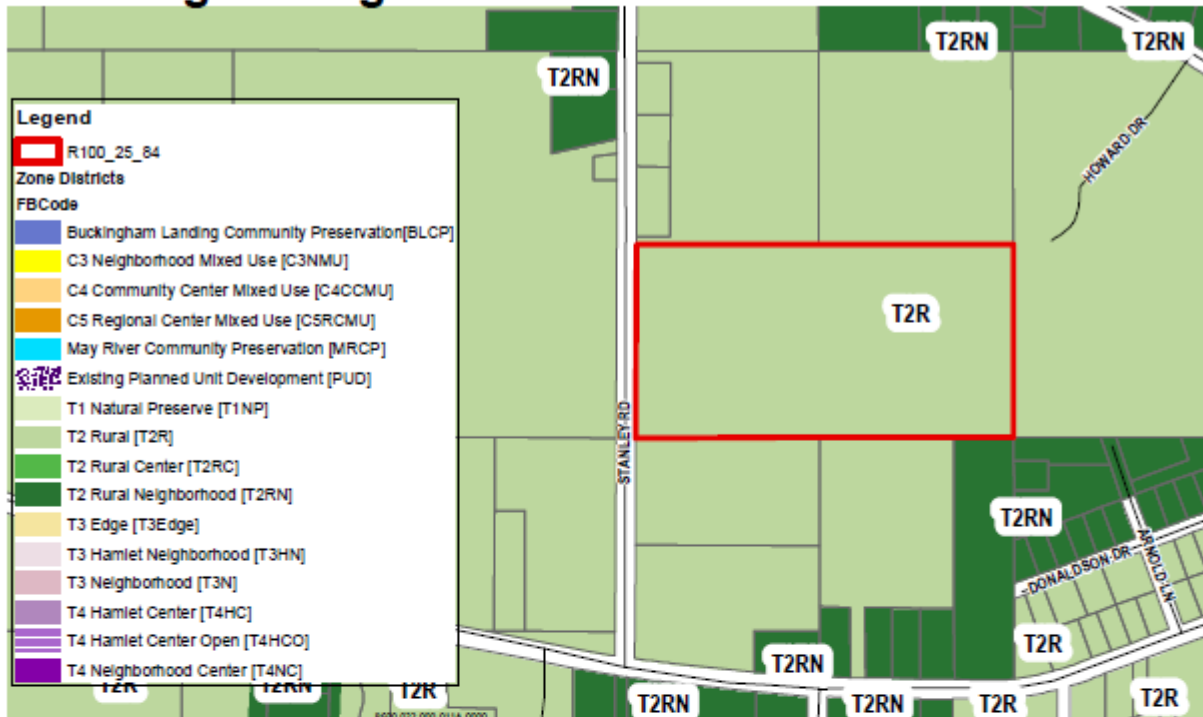 T2RN
T2RN
T2RN
HOWARD DR
Legend
R100_25_84
Zone Districts
FBCode
Buckingham Landing Community Preservation[BLCP]
C3 Neighborhood Mixed Use [C3NMU]
C4 Community Center Mixed Use [C4CCMU]
C5 Regional Center Mixed Use [C5RCMU]
May River Community Preservation [MRCP]
Existing Planned Unit Development [PUD]
T1 Natural Preserve [T1NP]
T2 Rural [T2R]
T2 Rural Center [T2RC]
T2 Rural Neighborhood [T2RN]
T3 Edge [T3Edge]
T3 Hamlet Neighborhood [T3HN]
T3 Neighborhood [T3N]
T4 Hamlet Center [T4HC]
T4 Hamlet Center Open [T4HCO]
T4 Neighborhood Center [T4NC]
T2R
STANLEY RD
T2RN
DONALDSON DR
ARNOLD LN
T2R
T2RN
T2R
T2RN
T2R
T2RN
T2RN
T2R
T2R